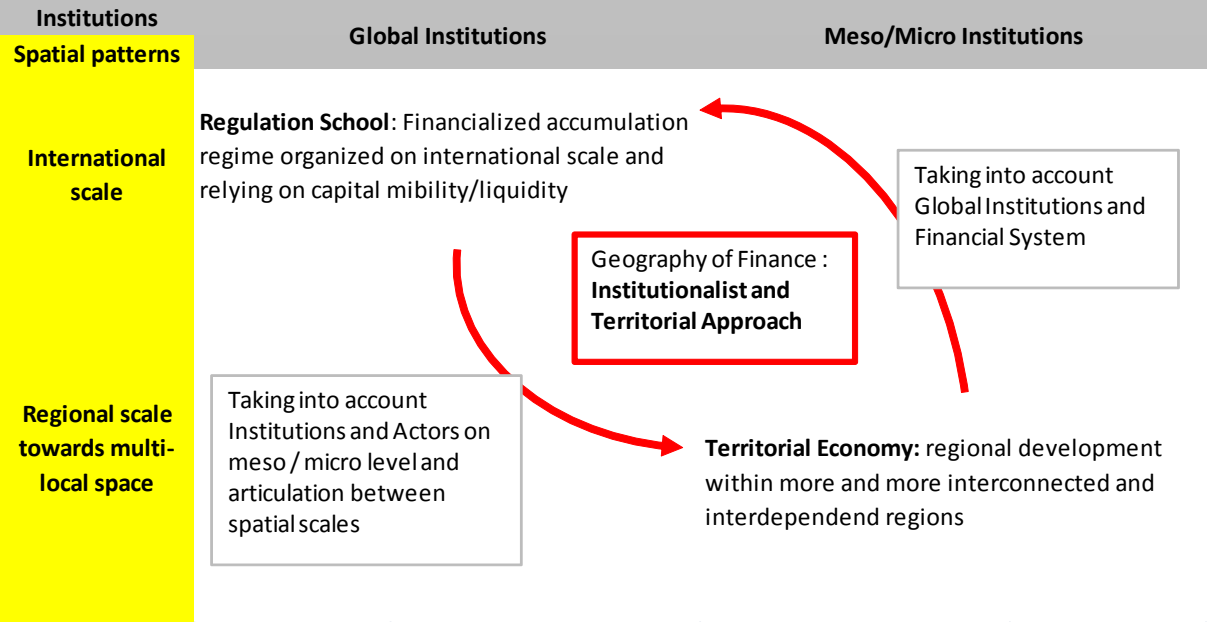 Institutions
Spatial patterns
Global Institutions
Meso/Micro Institutions
International
scale
Regulation School: Financialized accumulation
regime organized on international scale and
relying on capital mibility/liquidity
Taking into account
Global Institutions and
Financial System
Geography of Finance :
Institutionalist and
Territorial Approach
Regional scale
towards multi-
local space
Taking into account
Institutions and Actors on
meso / micro level and
articulation between
spatial scales
Territorial Economy: regional development
within more and more interconnected and
interdependend regions